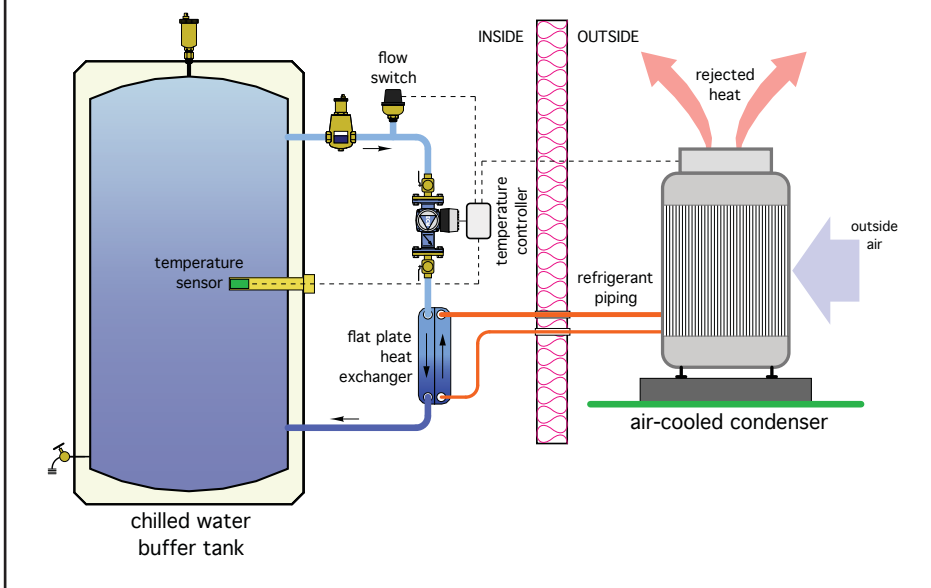 INSIDE
OUTSIDE
flow
switch
rejected
heat
temperature
controller
outside
air
temperature
sensor
refrigerant
piping
flat plate
heat
exchanger
air-cooled condenser
chilled water
buffer tank